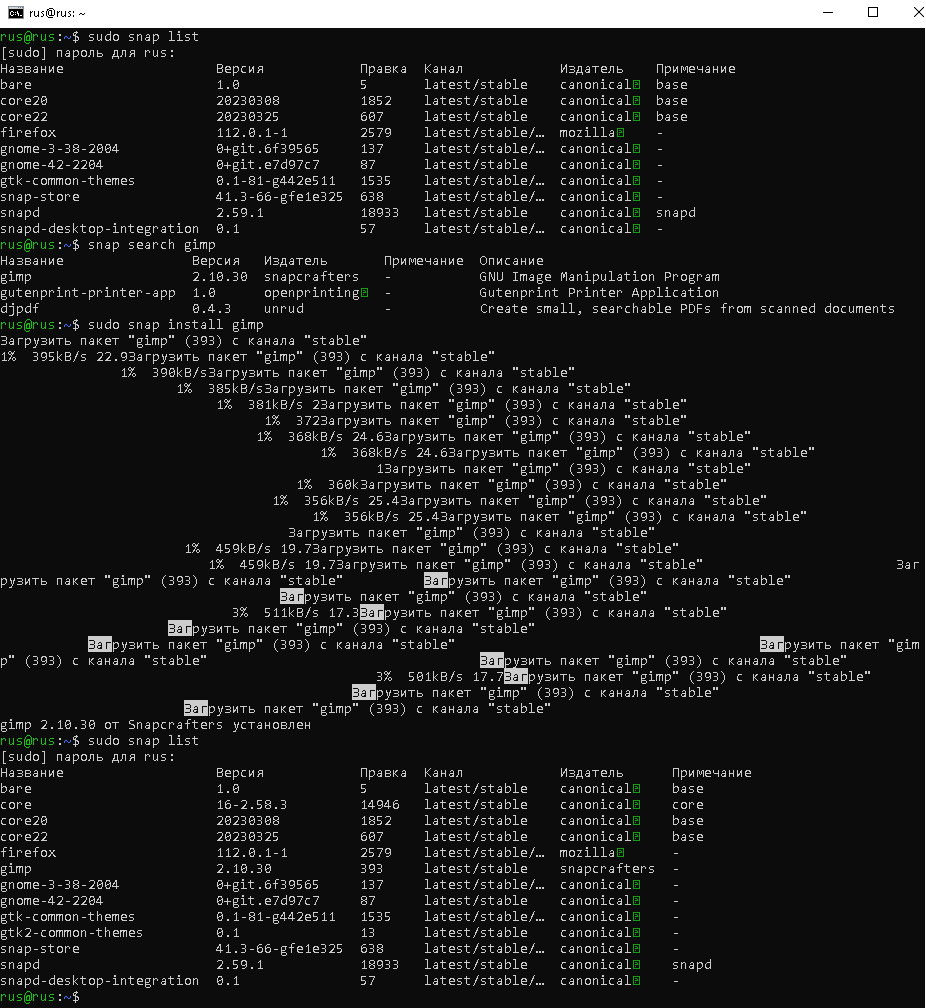 rus@rus: ~
rus@rus:~$ sudo snap list
[sudo] пароль для rus:
Название Версия Правка Канал Издатель Примечание
bare 1.0 5 latest/stable canonical base
core20 20230308 1852 latest/stable canonical base
core22 20230325 607 latest/stable canonical base
firefox 112.0.1-1 2579 latest/stable/… mozilla -
gnome-3-38-2004 0+git.6f39565 137 latest/stable/… canonical -
gnome-42-2204 0+git.e7d97c7 87 latest/stable canonical -
gtk-common-themes 0.1-81-g442e511 1535 latest/stable/… canonical -
snap-store 41.3-66-gfe1e325 638 latest/stable/… canonical -
snapd 2.59.1 18933 latest/stable canonical snapd
snapd-desktop-integration 0.1 57 latest/stable/… canonical -
rus@rus:~$ snap search gimp
Название Версия Издатель Примечание Описание
gimp 2.10.30 snapcrafters - GNU Image Manipulation Program
gutenprint-printer-app 1.0 openprinting - Gutenprint Printer Application
djpdf 0.4.3 unrud - Create small, searchable PDFs from scanned documents
rus@rus:~$ sudo snap install gimp
Загрузить пакет "gimp" (393) с канала "stable"
1% 395kB/s 22.9Загрузить пакет "gimp" (393) с канала "stable"
1% 390kB/sЗагрузить пакет "gimp" (393) с канала "stable"
1% 385kB/sЗагрузить пакет "gimp" (393) с канала "stable"
1% 381kB/s 2Загрузить пакет "gimp" (393) с канала "stable"
1% 372Загрузить пакет "gimp" (393) с канала "stable"
1% 368kB/s 24.6Загрузить пакет "gimp" (393) с канала "stable"
1% 368kB/s 24.6Загрузить пакет "gimp" (393) с канала "stable"
1Загрузить пакет "gimp" (393) с канала "stable"
1% 360kЗагрузить пакет "gimp" (393) с канала "stable"
1% 356kB/s 25.4Загрузить пакет "gimp" (393) с канала "stable"
1% 356kB/s 25.4Загрузить пакет "gimp" (393) с канала "stable"
Загрузить пакет "gimp" (393) с канала "stable"
1% 459kB/s 19.7Загрузить пакет "gimp" (393) с канала "stable"
1% 459kB/s 19.7Загрузить пакет "gimp" (393) с канала "stable" Заг
рузить пакет "gimp" (393) с канала "stable" Загрузить пакет "gimp" (393) с канала "stable"
Загрузить пакет "gimp" (393) с канала "stable"
3% 511kB/s 17.3Загрузить пакет "gimp" (393) с канала "stable"
Загрузить пакет "gimp" (393) с канала "stable"
Загрузить пакет "gimp" (393) с канала "stable" Загрузить пакет "gim
p" (393) с канала "stable" Загрузить пакет "gimp" (393) с канала "stable"
3% 501kB/s 17.7Загрузить пакет "gimp" (393) с канала "stable"
Загрузить пакет "gimp" (393) с канала "stable"
Загрузить пакет "gimp" (393) с канала "stable"
gimp 2.10.30 от Snapcrafters установлен
rus@rus:~$ sudo snap list
[sudo] пароль для rus:
Название Версия Правка Канал Издатель Примечание
bare 1.0 5 latest/stable canonical base
core 16-2.58.3 14946 latest/stable canonical core
core20 20230308 1852 latest/stable canonical base
core22 20230325 607 latest/stable canonical base
firefox 112.0.1-1 2579 latest/stable/… mozilla -
gimp 2.10.30 393 latest/stable snapcrafters -
gnome-3-38-2004 0+git.6f39565 137 latest/stable/… canonical -
gnome-42-2204 0+git.e7d97c7 87 latest/stable canonical -
gtk-common-themes 0.1-81-g442e511 1535 latest/stable/… canonical -
gtk2-common-themes 0.1 13 latest/stable canonical -
snap-store 41.3-66-gfe1e325 638 latest/stable/… canonical -
snapd 2.59.1 18933 latest/stable canonical snapd
snapd-desktop-integration 0.1 57 latest/stable/… canonical -
rus@rus:~$